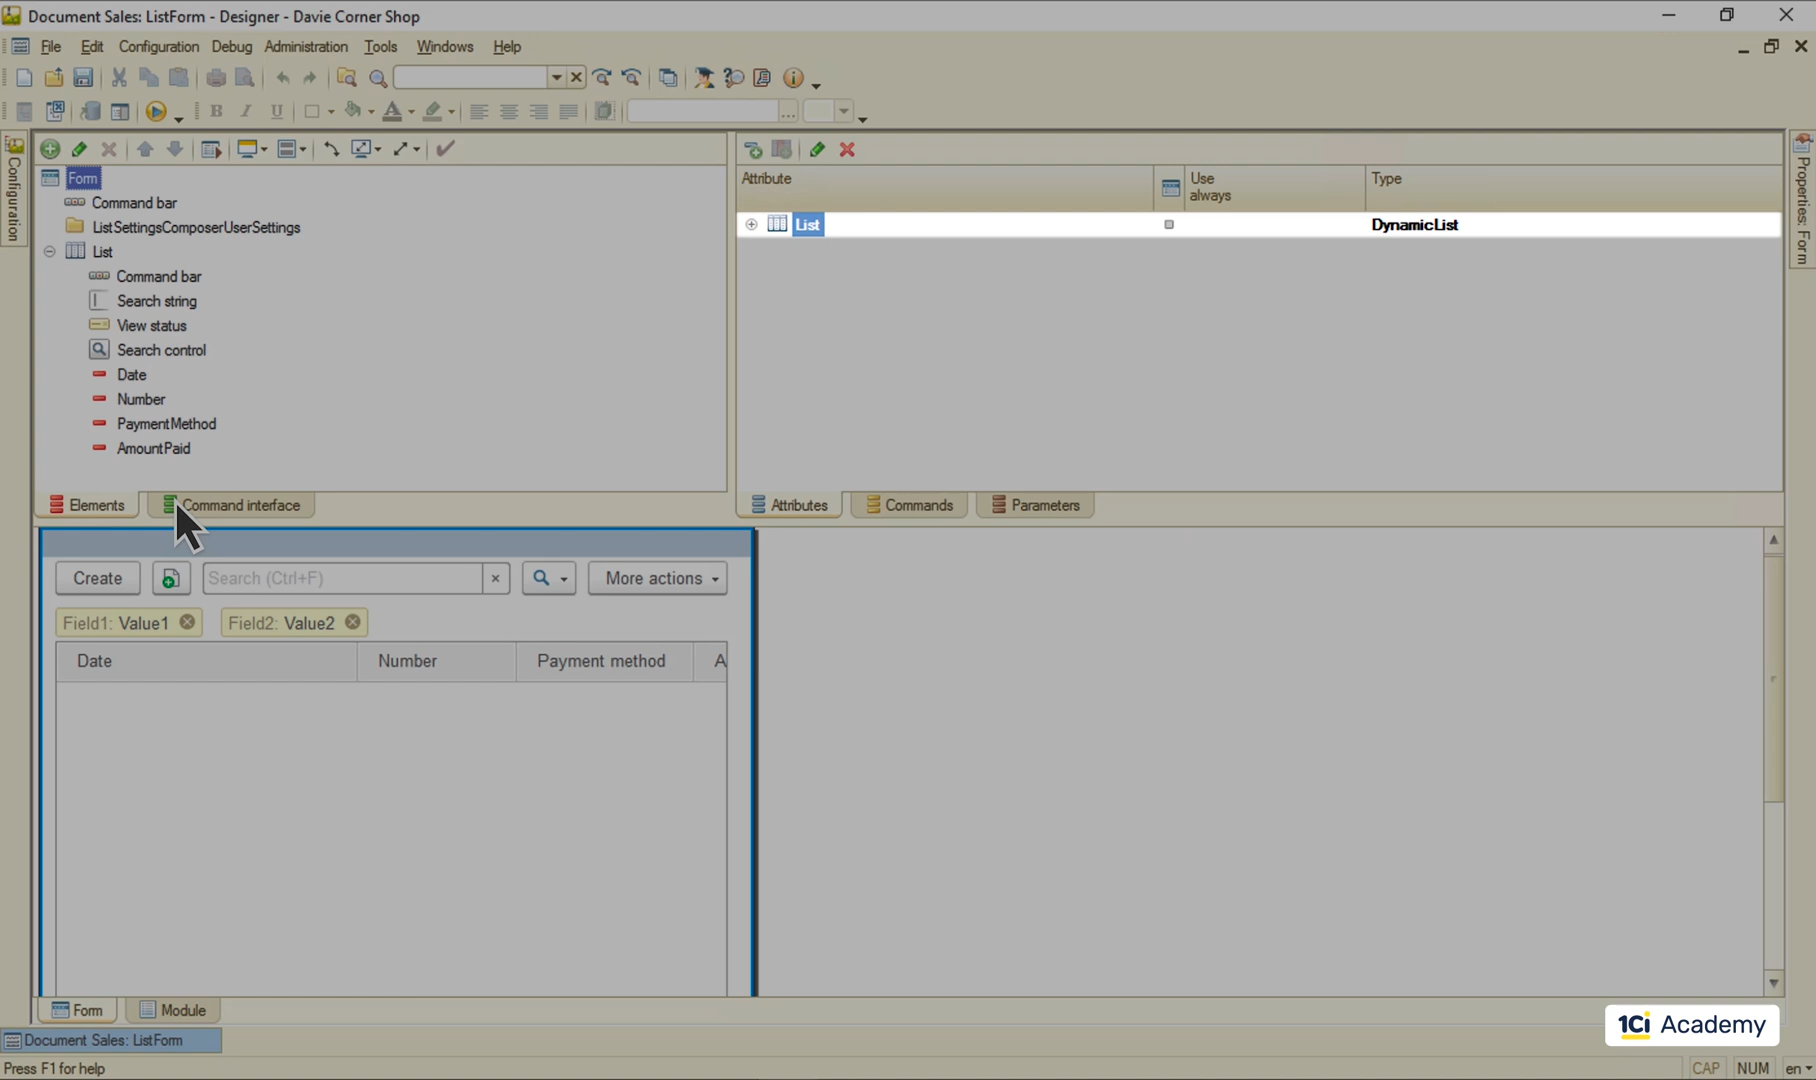 Document Sales: ListForm - Designer - Davie Corner Shop
File Edit Configuration Debug Administration Tools Windows Help
B I U A ...
Configuration
Form
Command bar
ListSettingsComposerUserSettings
List
Command bar
Search string
View status
Search control
Date
Number
PaymentMethod
AmountPaid
Elements Command interface
Attribute Use always Type
List DynamicList
Attributes Commands Parameters
Properties: Form
Create Search (Ctrl+F) × More actions
Field1: Value1 Field2: Value2
Date Number Payment method A
Form Module
1Ci Academy
Document Sales: ListForm
Press F1 for help CAP NUM en